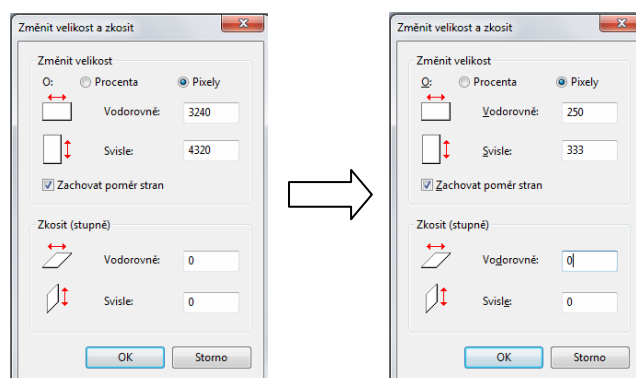 Změnit velikost a zkosit
Změnit velikost
O: Procenta Pixely
Vodorovně: 3240
Svisle: 4320
Zachovat poměr stran
Zkosit (stupně)
Vodorovně: 0
Svisle: 0
OK Storno
Změnit velikost a zkosit
Změnit velikost
O: Procenta Pixely
Vodorovně: 250
Svisle: 333
Zachovat poměr stran
Zkosit (stupně)
Vodorovně: 0
Svisle: 0
OK Storno